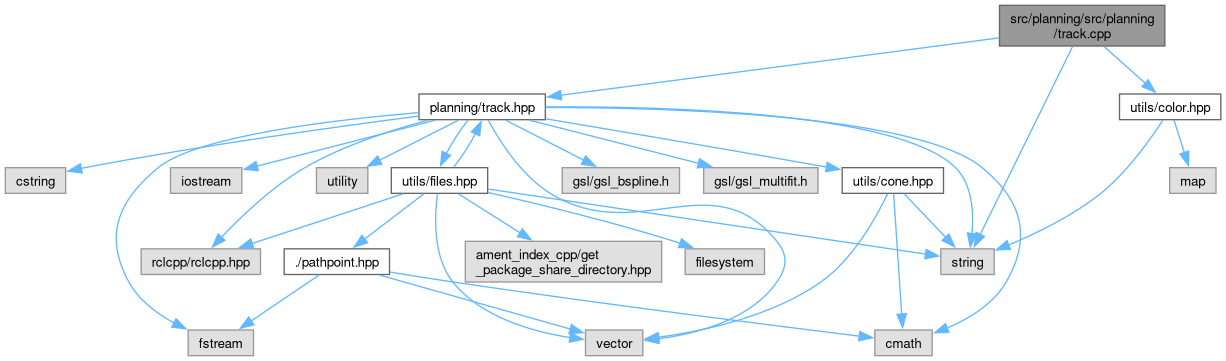 src/planning/src/planning
/track.cpp
planning/track.hpp
utils/color.hpp
cstring
iostream
utility
utils/files.hpp
gsl/gsl_bspline.h
gsl/gsl_multifit.h
utils/cone.hpp
map
rclcpp/rclcpp.hpp
./pathpoint.hpp
ament_index_cpp/get
_package_share_directory.hpp
filesystem
string
fstream
vector
cmath